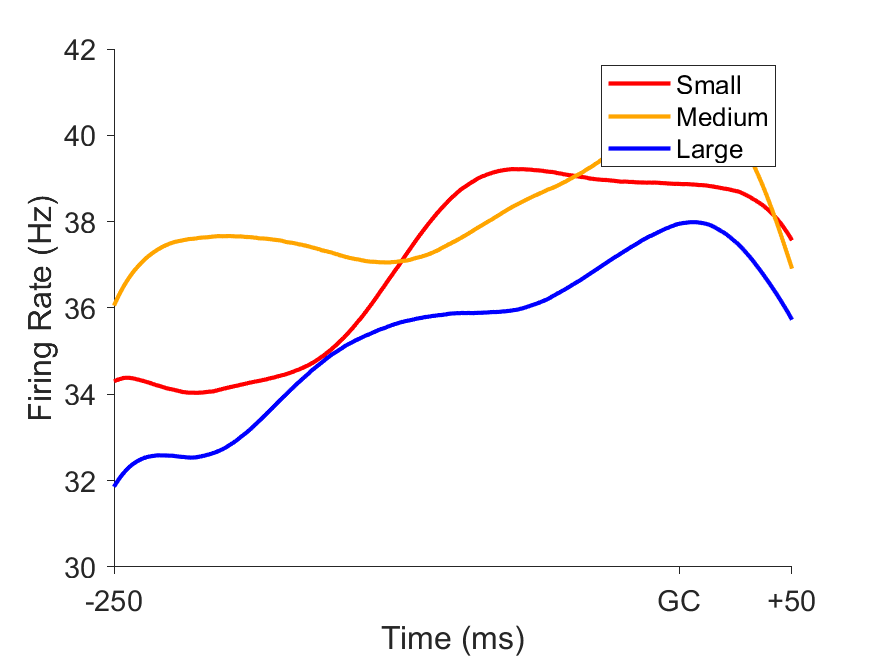 42
40
38
36
34
32
30
Firing Rate (Hz)
Small
Medium
Large
-250
GC
+50
Time (ms)